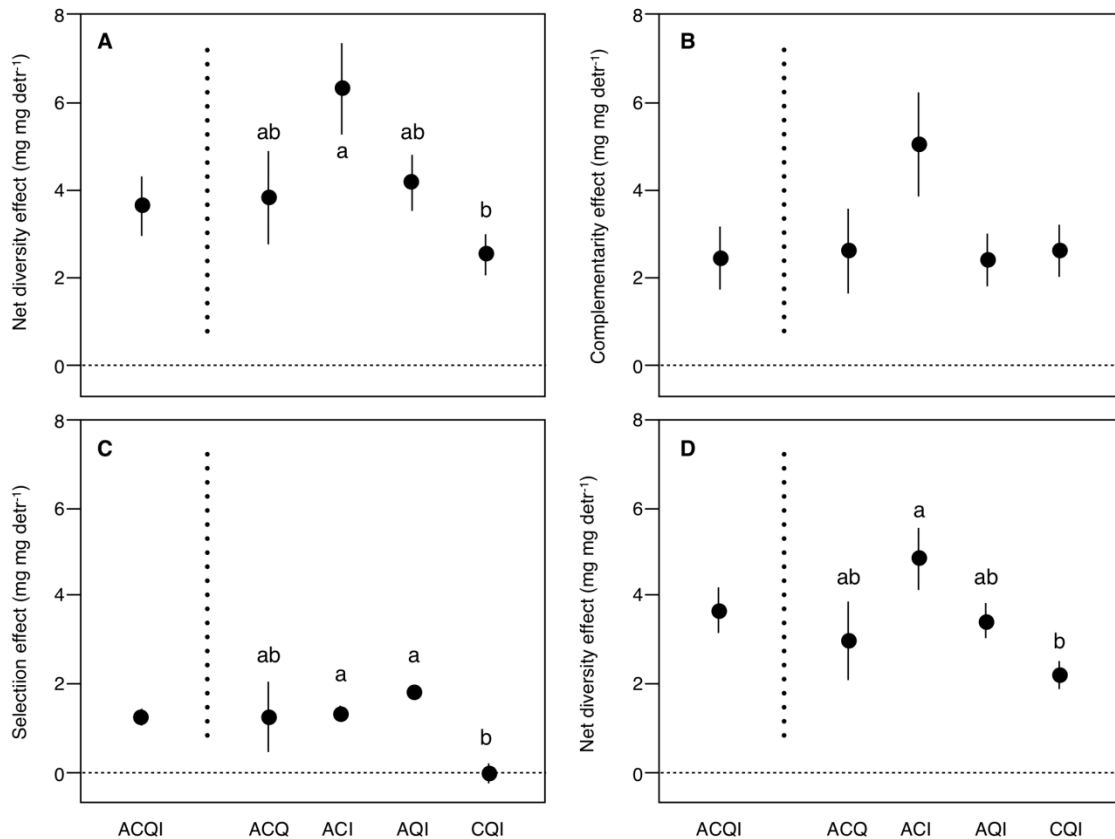 A
Net diversity effect (mg mg detr⁻¹)
8
6
4
2
0
ab
a
ab
b
B
Complementarity effect (mg mg detr⁻¹)
8
6
4
2
0
C
Selectiion effect (mg mg detr⁻¹)
8
6
4
2
0
ab
a
a
b
ACQI ACQ ACI AQI CQI
D
Net diversity effect (mg mg detr⁻¹)
8
6
4
2
0
ab
a
ab
b
ACQI ACQ ACI AQI CQI